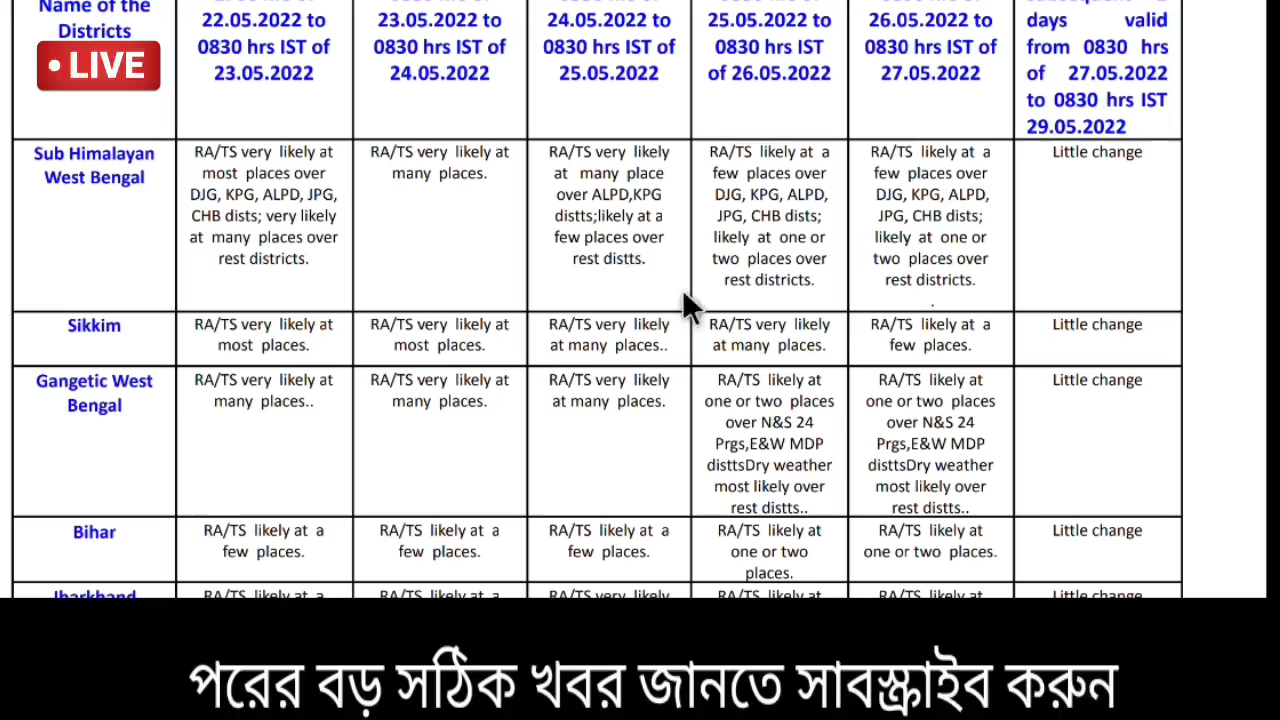 Name of the Districts
22.05.2022 to 0830 hrs IST of 23.05.2022
23.05.2022 to 0830 hrs IST of 24.05.2022
24.05.2022 to 0830 hrs IST of 25.05.2022
25.05.2022 to 0830 hrs IST of 26.05.2022
26.05.2022 to 0830 hrs IST of 27.05.2022
days valid from 0830 hrs of 27.05.2022 to 0830 hrs IST 29.05.2022
• LIVE
Sub Himalayan West Bengal
RA/TS very likely at most places over DJG, KPG, ALPD, JPG, CHB dists; very likely at many places over rest districts.
RA/TS very likely at many places.
RA/TS very likely at many place over ALPD,KPG distts;likely at a few places over rest distts.
RA/TS likely at a few places over DJG, KPG, ALPD, JPG, CHB dists; likely at one or two places over rest districts.
RA/TS likely at a few places over DJG, KPG, ALPD, JPG, CHB dists; likely at one or two places over rest districts. .
Little change
Sikkim
RA/TS very likely at most places.
RA/TS very likely at most places.
RA/TS very likely at many places..
RA/TS very likely at many places.
RA/TS likely at a few places.
Little change
Gangetic West Bengal
RA/TS very likely at many places..
RA/TS very likely at many places.
RA/TS very likely at many places.
RA/TS likely at one or two places over N&S 24 Prgs,E&W MDP disttsDry weather most likely over rest distts..
RA/TS likely at one or two places over N&S 24 Prgs,E&W MDP disttsDry weather most likely over rest distts..
Little change
Bihar
RA/TS likely at a few places.
RA/TS likely at a few places.
RA/TS likely at a few places.
RA/TS likely at one or two places.
RA/TS likely at one or two places.
Little change
Jharkhand
RA/TS likely at a
RA/TS likely at a
RA/TS very likely
RA/TS likely at
RA/TS likely at
Little change
পরের বড় সঠিক খবর জানতে সাবস্ক্রাইব করুন